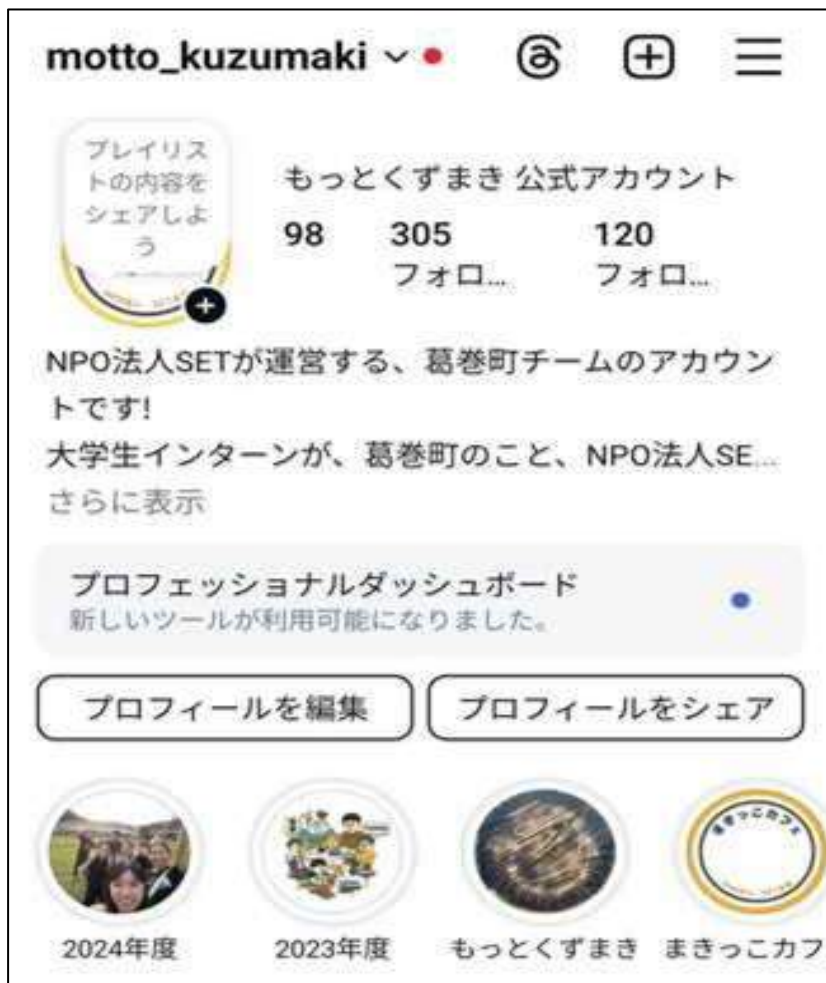 motto_kuzumaki
プレイリス
トの内容を
シェアしよ
う
もっとくずまき 公式アカウント
98 305 120
フォロ... フォロ...
NPO法人SETが運営する、葛巻町チームのアカウン
トです!
大学生インターンが、葛巻町のこと、NPO法人SE...
さらに表示
プロフェッショナルダッシュボード
新しいツールが利用可能になりました。
プロフィールを編集 プロフィールをシェア
まきっこカフェ
2024年度 2023年度 もっとくずまき まきっこカフ